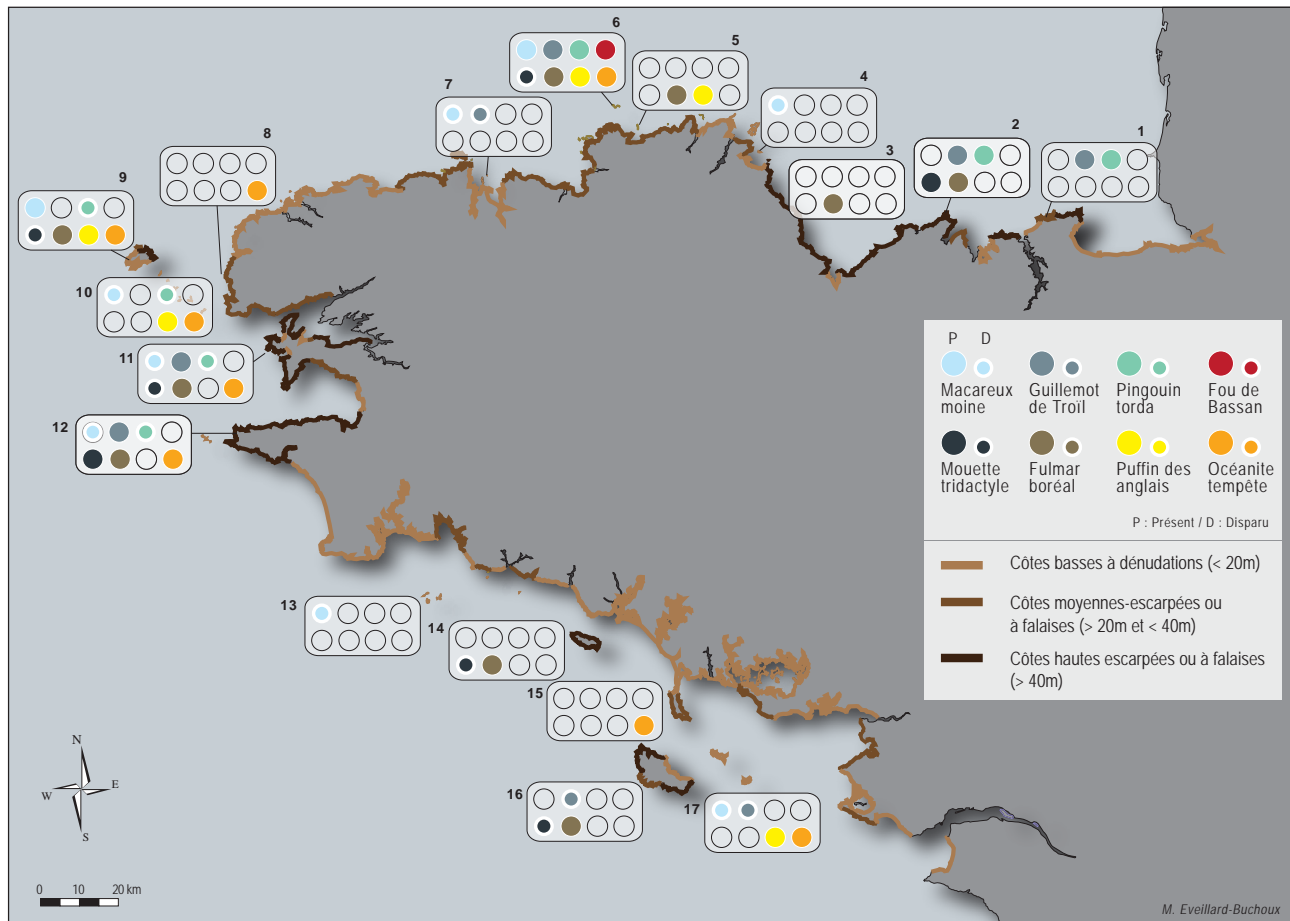 6
5
7
4
8
2
1
3
9
10
11
12
P D
Macareux moine
Guillemot de Troïl
Pingouin torda
Fou de Bassan
Mouette tridactyle
Fulmar boréal
Puffin des anglais
Océanite tempête
P : Présent / D : Disparu
Côtes basses à dénudations (< 20m)
Côtes moyennes-escarpées ou
à falaises (> 20m et < 40m)
Côtes hautes escarpées ou à falaises
(> 40m)
13
14
15
16
17
N
W E
S
0 10 20 km
M. Eveillard-Buchoux